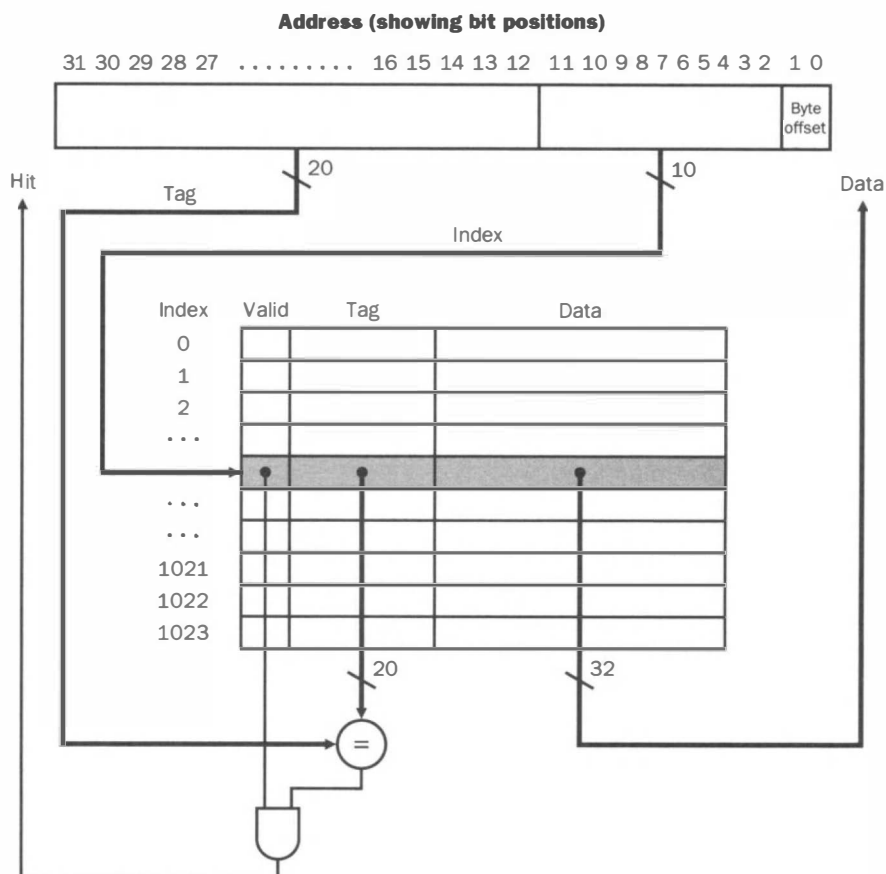 Address (showing bit positions)
31 30 29 28 27 . . . . . . . . . 16 15 14 13 12 11 10 9 8 7 6 5 4 3 2 1 0
Byte
offset
20
10
Hit
Tag
Data
Index
Index Valid Tag Data
0
1
2
. . .
. . .
. . .
1021
1022
1023
20
32
=